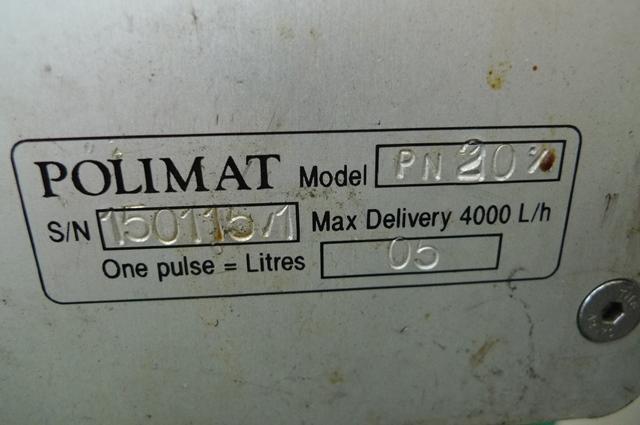 POLIMAT Model PN 20%
S/N 150115/1 Max Delivery 4000 L/h
One pulse = Litres 05